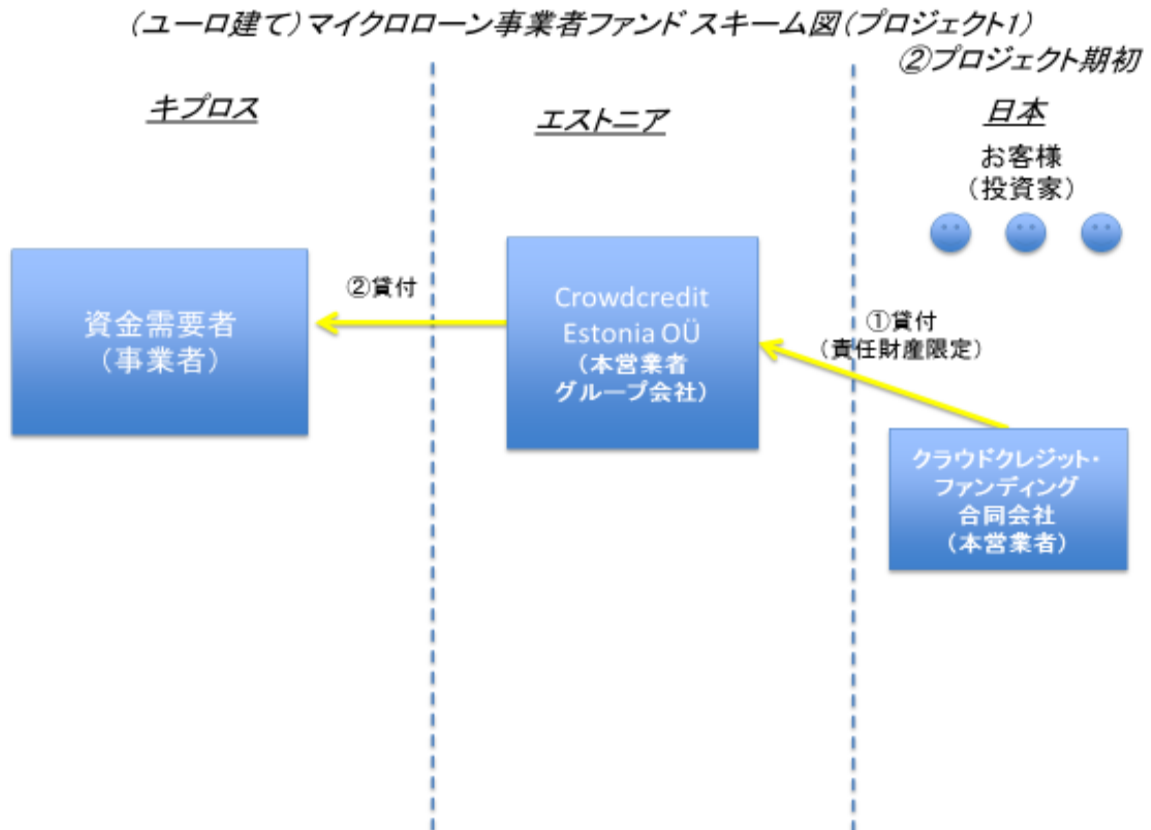 (ユーロ建て)マイクロローン事業者ファンド スキーム図(プロジェクト1)
②プロジェクト期初
キプロス
エストニア
日本
お客様
(投資家)
資金需要者
(事業者)
②貸付
Crowdcredit
Estonia OÜ
(本営業者
グループ会社)
①貸付
(責任財産限定)
クラウドクレジット・
ファンディング
合同会社
(本営業者)